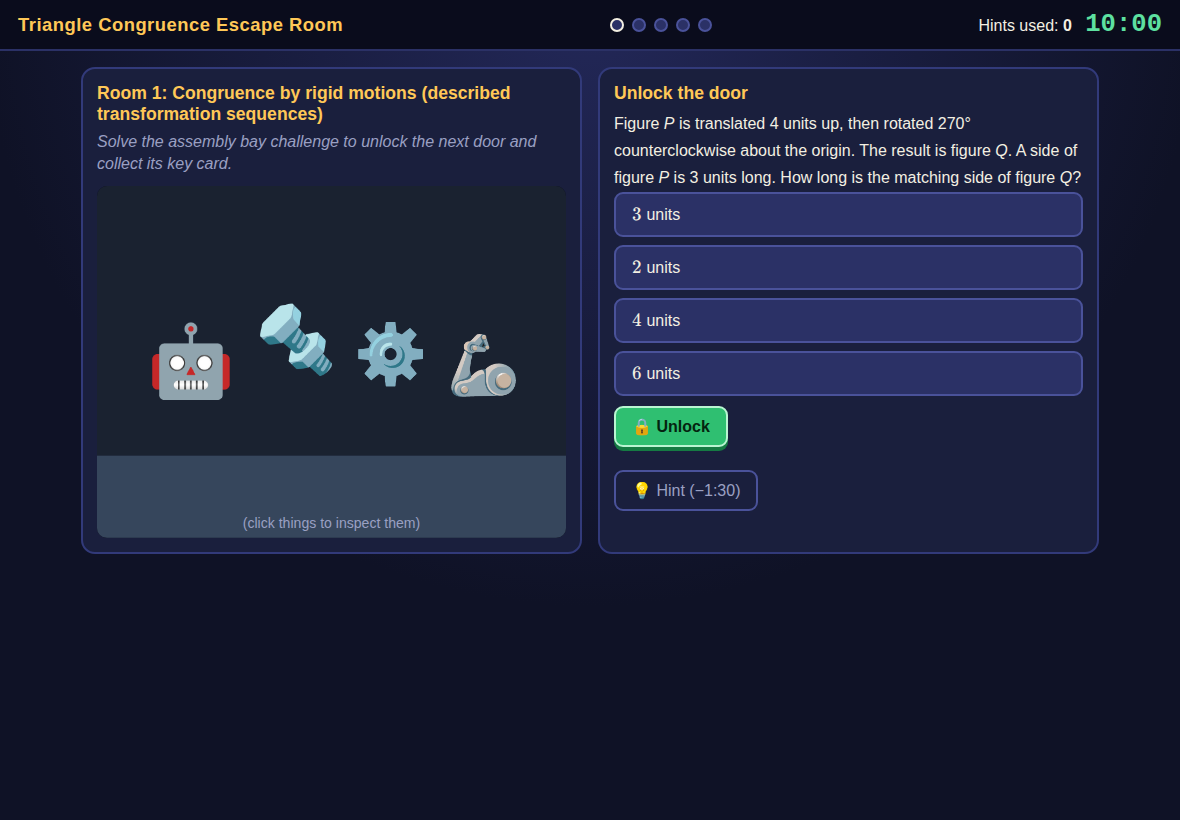 Triangle Congruence Escape Room
Hints used: 0 10:00
Room 1: Congruence by rigid motions (described
transformation sequences)
Solve the assembly bay challenge to unlock the next door and
collect its key card.
(click things to inspect them)
Unlock the door
Figure P is translated 4 units up, then rotated 270°
counterclockwise about the origin. The result is figure Q. A side of
figure P is 3 units long. How long is the matching side of figure Q?
3 units
2 units
4 units
6 units
🔒 Unlock
💡 Hint (−1:30)